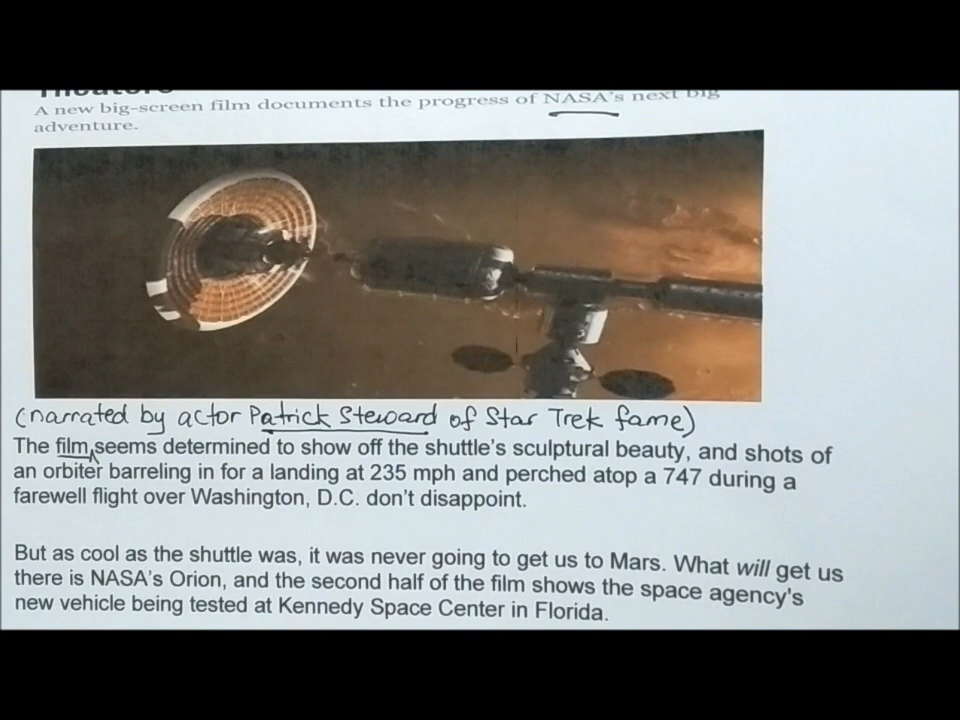 Theaters
A new big-screen film documents the progress of NASA's next big
adventure.
(narrated by actor Patrick Steward of Star Trek fame)
The film seems determined to show off the shuttle's sculptural beauty, and shots of
an orbiter barreling in for a landing at 235 mph and perched atop a 747 during a
farewell flight over Washington, D.C. don't disappoint.
But as cool as the shuttle was, it was never going to get us to Mars. What will get us
there is NASA's Orion, and the second half of the film shows the space agency's
new vehicle being tested at Kennedy Space Center in Florida.